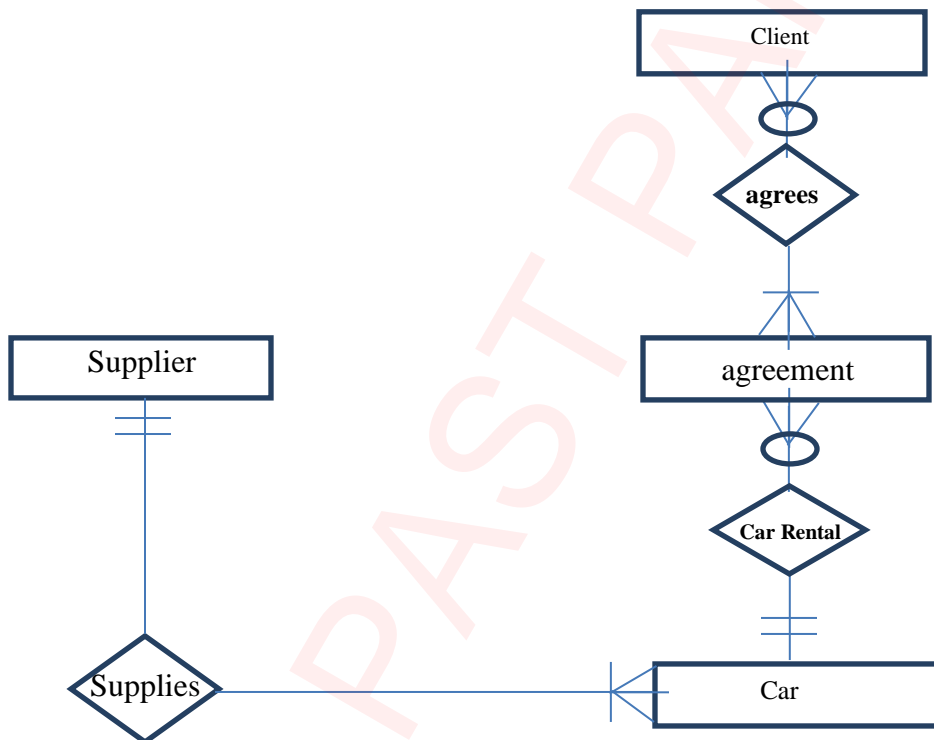 Client
agrees
Supplier
agreement
Car Rental
Supplies
Car
PAST PA